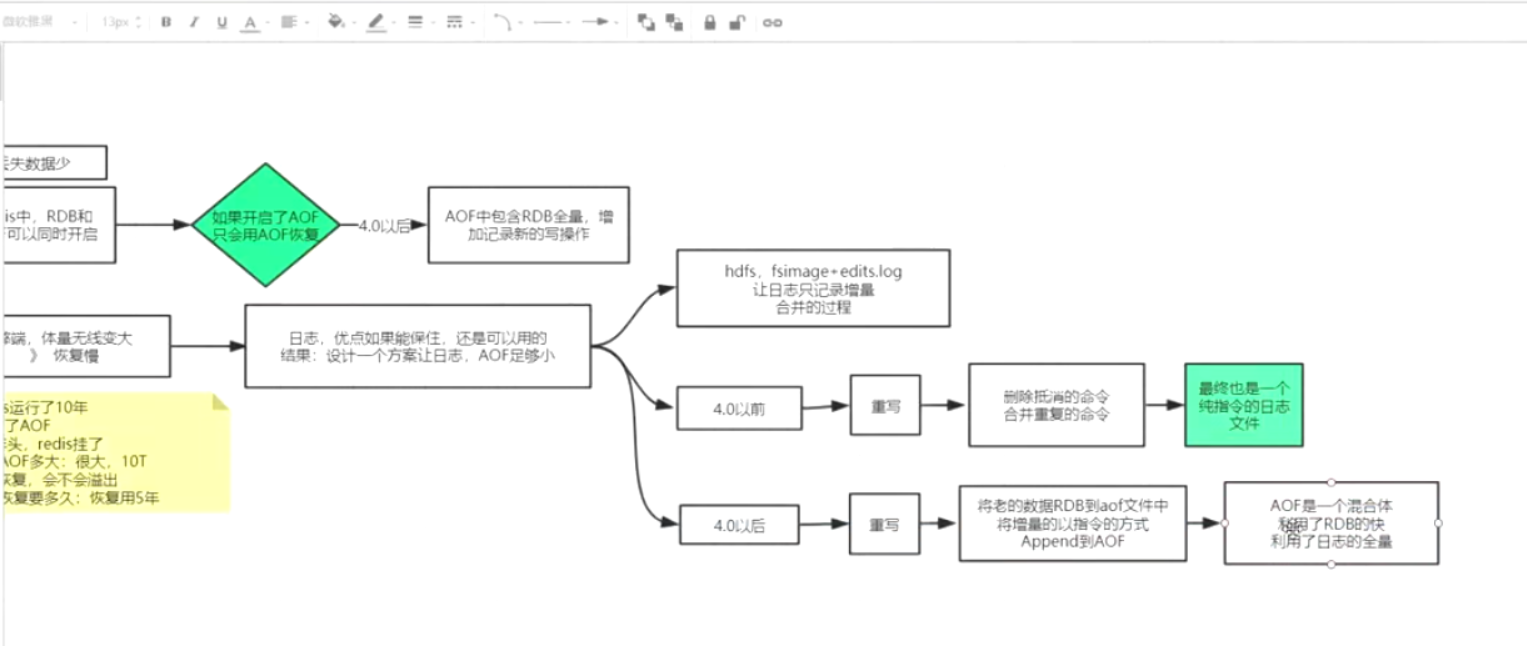 微软雅黑
13px
B
I
U
A
丢失数据少
is中，RDB和
可以同时开启
如果开启了AOF
只会用AOF恢复
4.0以后
AOF中包含RDB全量，增
加记录新的写操作
hdfs，fsimage+edits.log
让日志只记录增量
合并的过程
弊端，体量无线变大
》 恢复慢
日志，优点如果能保住，还是可以用的
结果：设计一个方案让日志，AOF足够小
4.0以前
重写
删除抵消的命令
合并重复的命令
最终也是一个
纯指令的日志
文件
s运行了10年
了AOF
头，redis挂了
AOF多大：很大，10T
恢复，会不会溢出
恢复要多久：恢复用5年
4.0以后
重写
将老的数据RDB到aof文件中
将增量的以指令的方式
Append到AOF
AOF是一个混合体
利用了RDB的快
利用了日志的全量